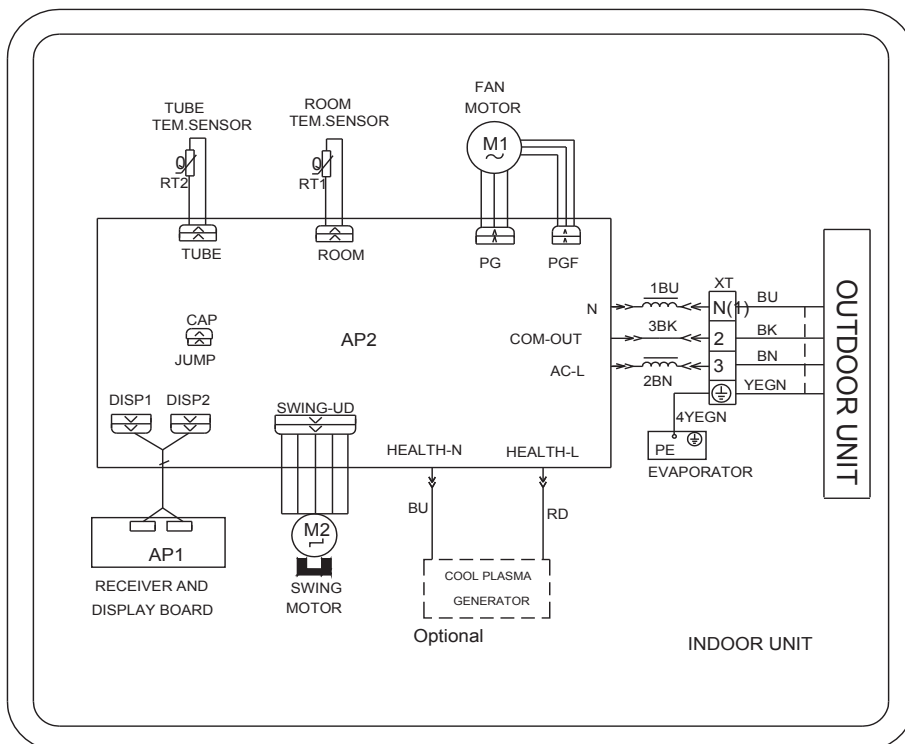 TUBE
TEM.SENSOR
RT2
ROOM
TEM.SENSOR
RT1
FAN
MOTOR
M1
TUBE
ROOM
PG
PGF
CAP
JUMP
AP2
N
COM-OUT
AC-L
1BU
3BK
2BN
XT
N(1)
2
3
BU
BK
BN
YEGN
OUTDOOR UNIT
4YEGN
PE
EVAPORATOR
DISP1
DISP2
SWING-UD
HEALTH-N
HEALTH-L
BU
RD
AP1
RECEIVER AND
DISPLAY BOARD
M2
SWING
MOTOR
COOL PLASMA
GENERATOR
Optional
INDOOR UNIT